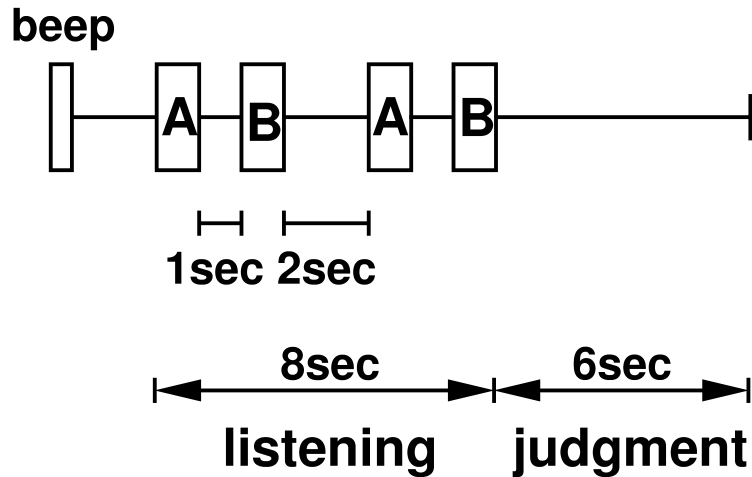 beep
A B A B
1sec 2sec
8sec 6sec
listening judgment